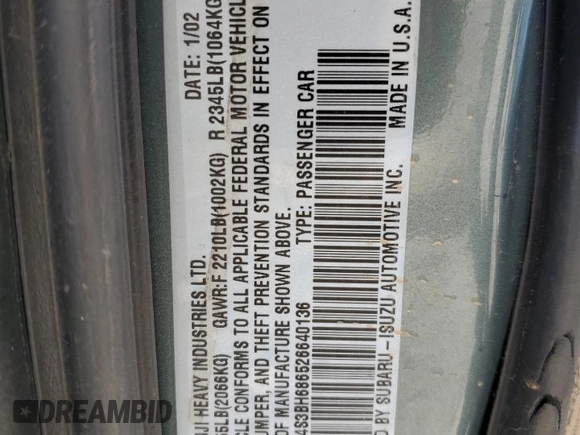 DATE: 1/02
JI HEAVY INDUSTRIES LTD.
GAWR:F 2210LB(1002KG) R 2345LB(1064KG
5LB(2066KG)
CLE CONFORMS TO ALL APPLICABLE FEDERAL MOTOR VEHICL
UMPER, AND THEFT PREVENTION STANDARDS IN EFFECT ON
OF MANUFACTURE SHOWN ABOVE.
4S3BH686526640136 TYPE: PASSENGER CAR
D BY SUBARU-ISUZU AUTOMOTIVE INC. MADE IN U.S.A.
DREAMBID